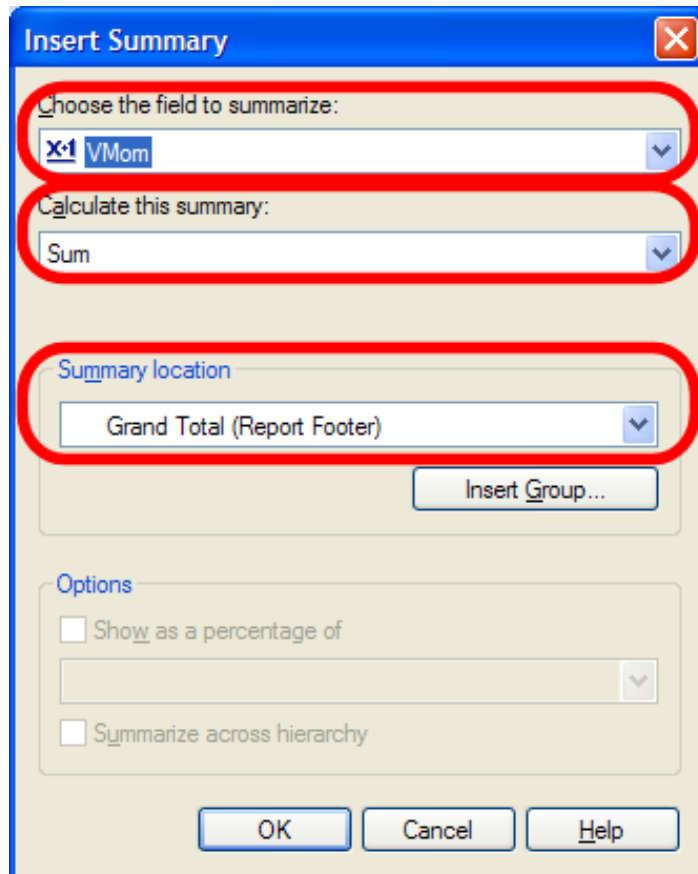 Insert Summary
Choose the field to summarize:
X+1 VMom
Calculate this summary:
Sum
Summary location
Grand Total (Report Footer)
Insert Group...
Options
Show as a percentage of
Summarize across hierarchy
OK Cancel Help